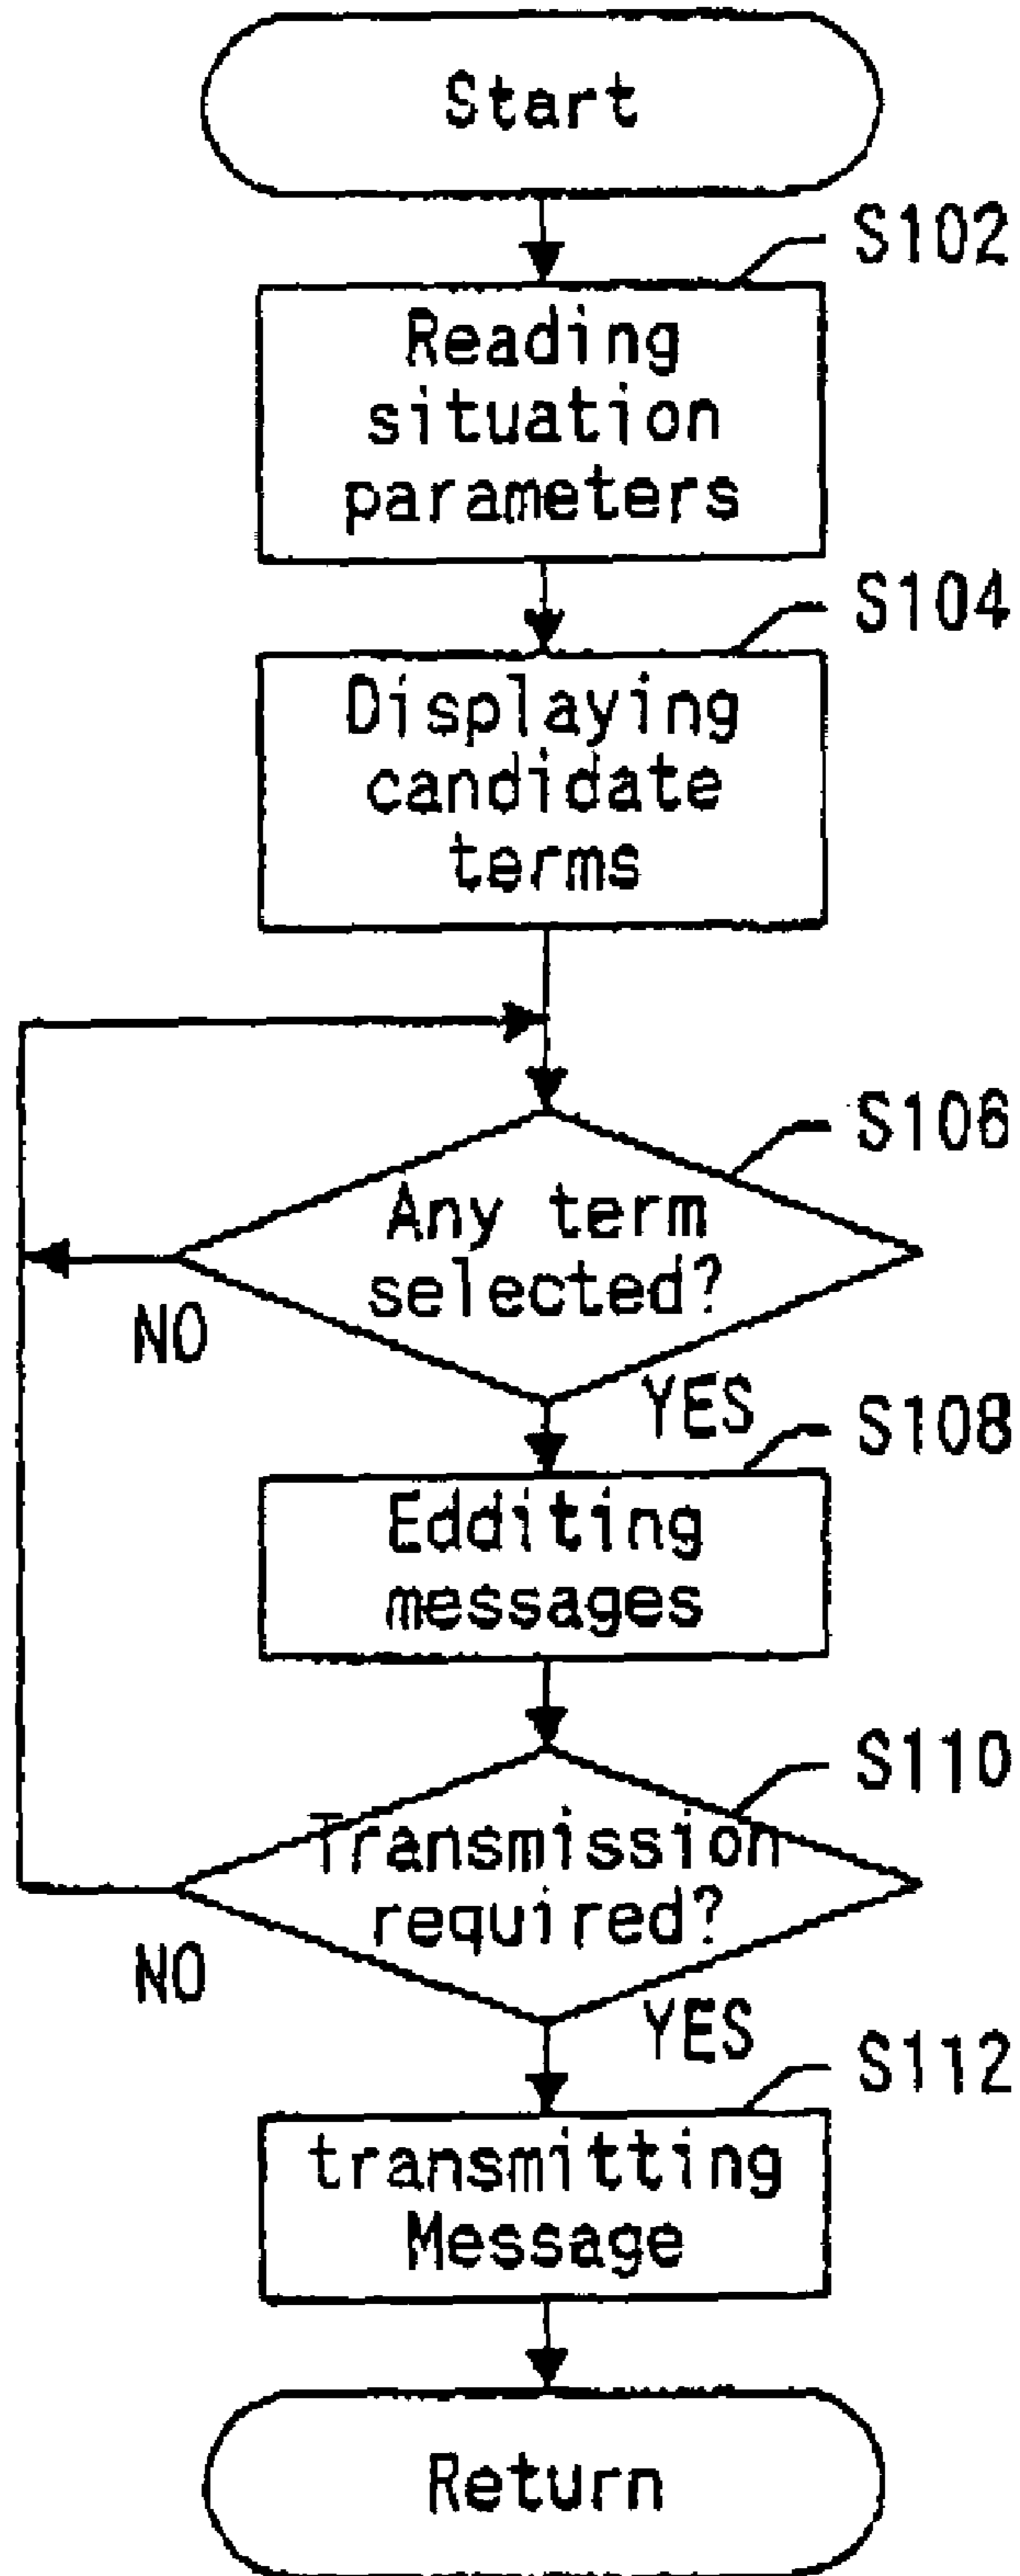 Start
S102
Reading
situation
parameters
S104
Displaying
candidate
terms
S106
Any term
selected?
NO
YES
S108
Edditing
messages
S110
Transmission
required?
NO
YES
S112
transmitting
Message
Return